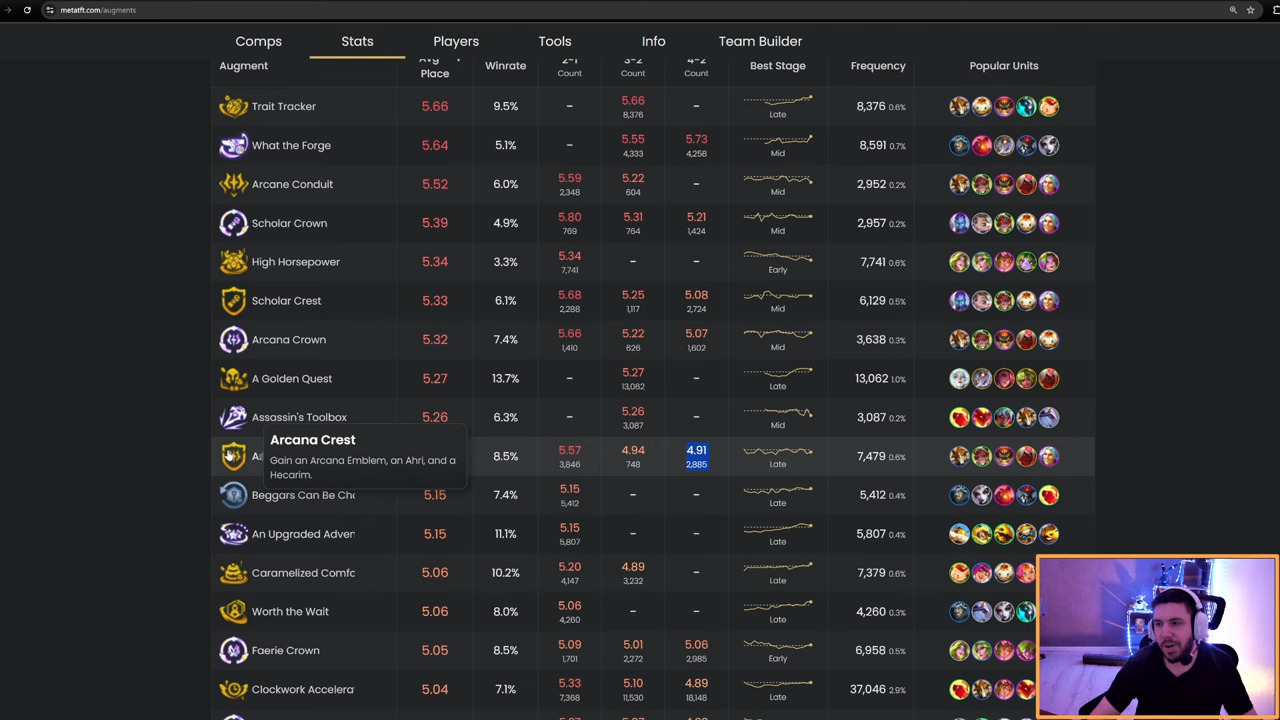 metatft.com/augments
Comps Stats Players Tools Info Team Builder
Augment Avg Place Winrate 2-1 Count 3-2 Count 4-2 Count Best Stage Frequency Popular Units
Trait Tracker 5.66 9.5% – 5.66 8,376 – Late 8,376 0.6%
What the Forge 5.64 5.1% – 5.55 4,333 5.73 4,258 Mid 8,591 0.7%
Arcane Conduit 5.52 6.0% 5.59 2,348 5.22 604 – Mid 2,952 0.2%
Scholar Crown 5.39 4.9% 5.80 769 5.31 764 5.21 1,424 Mid 2,957 0.2%
High Horsepower 5.34 3.3% 5.34 7,741 – – Early 7,741 0.6%
Scholar Crest 5.33 6.1% 5.68 2,288 5.25 1,117 5.08 2,724 Mid 6,129 0.5%
Arcana Crown 5.32 7.4% 5.66 1,410 5.22 626 5.07 1,602 Mid 3,638 0.3%
A Golden Quest 5.27 13.7% – 5.27 13,062 – Late 13,062 1.0%
Assassin's Toolbox 5.26 6.3% – 5.26 3,087 – Mid 3,087 0.2%
Arcana Crest
Gain an Arcana Emblem, an Ahri, and a
Hecarim.
8.5% 5.57 3,846 4.94 748 4.91 2,885 Late 7,479 0.6%
Beggars Can Be Cho 5.15 7.4% 5.15 5,412 – – Late 5,412 0.4%
An Upgraded Adven 5.15 11.1% 5.15 5,807 – – Late 5,807 0.4%
Caramelized Comfo 5.06 10.2% 5.20 4,147 4.89 3,232 – Late 7,379 0.6%
Worth the Wait 5.06 8.0% 5.06 4,260 – – Late 4,260 0.3%
Faerie Crown 5.05 8.5% 5.09 1,701 5.01 2,272 5.06 2,985 Early 6,958 0.5%
Clockwork Accelera 5.04 7.1% 5.33 7,368 5.10 11,530 4.89 18,148 Late 37,046 2.9%